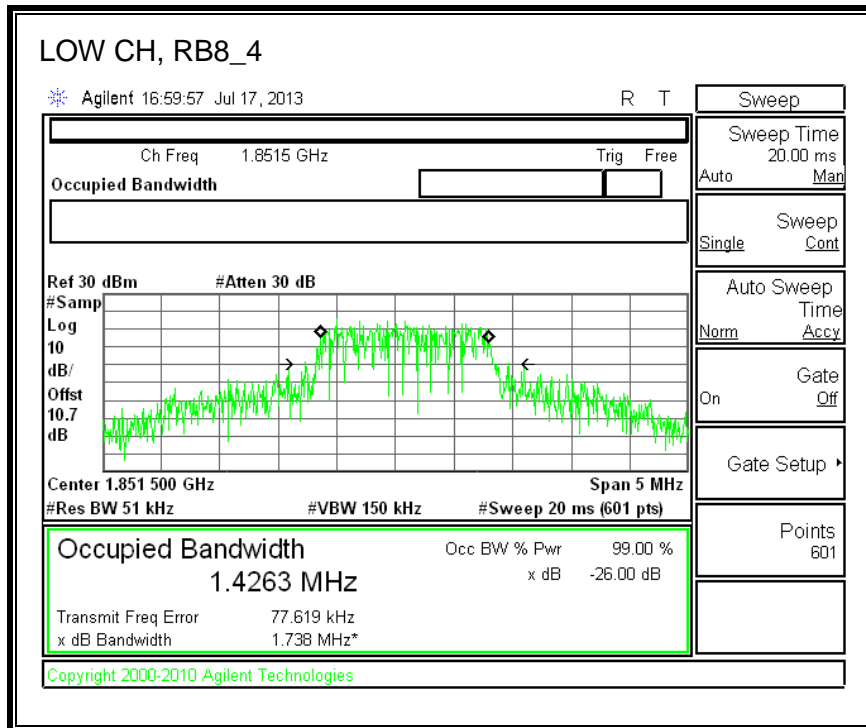 LOW CH, RB8_4
Agilent 16:59:57 Jul 17, 2013 R T
Ch Freq 1.8515 GHz Trig Free
Occupied Bandwidth
Ref 30 dBm #Atten 30 dB
#Samp
Log
10
dB/
Offst
10.7
dB
Center 1.851 500 GHz Span 5 MHz
#Res BW 51 kHz #VBW 150 kHz #Sweep 20 ms (601 pts)
Occupied Bandwidth Occ BW % Pwr 99.00 %
1.4263 MHz x dB -26.00 dB
Transmit Freq Error 77.619 kHz
x dB Bandwidth 1.738 MHz*
Copyright 2000-2010 Agilent Technologies
Sweep
Sweep Time
20.00 ms
Auto Man
Sweep
Single Cont
Auto Sweep
Time
Norm Accy
Gate
On Off
Gate Setup
Points
601